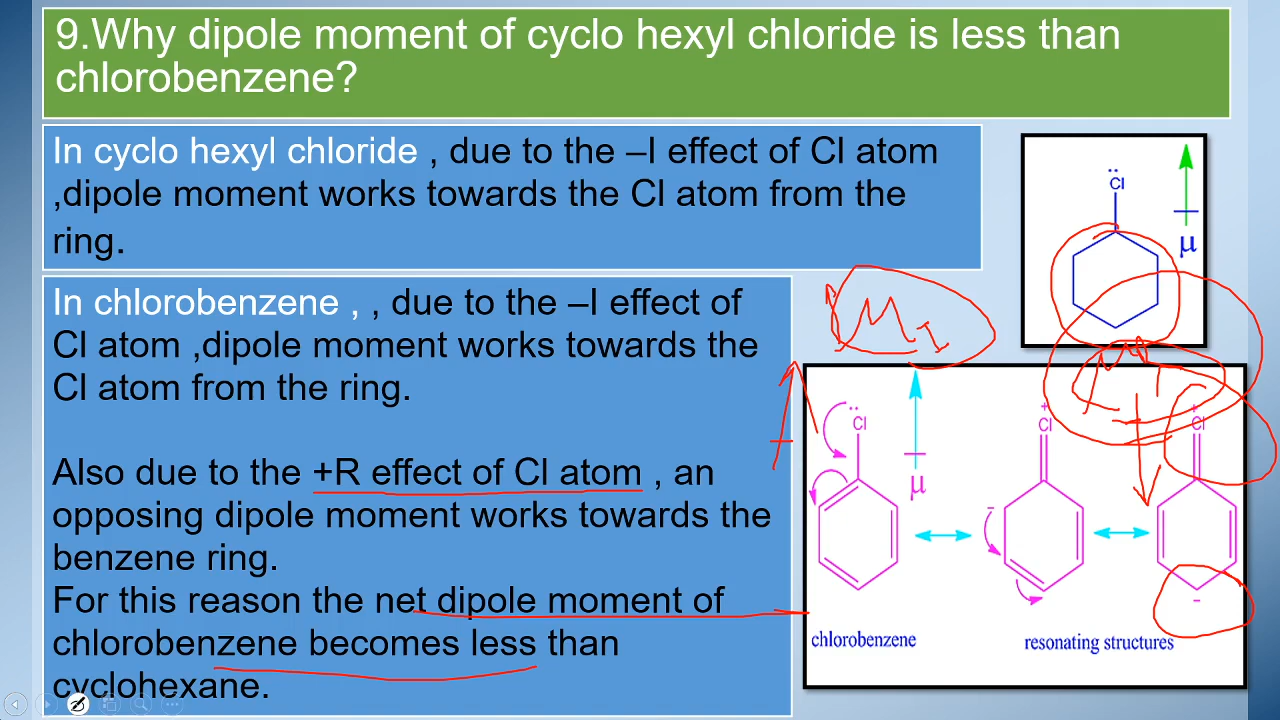 9.Why dipole moment of cyclo hexyl chloride is less than
chlorobenzene?
In cyclo hexyl chloride , due to the –I effect of Cl atom
,dipole moment works towards the Cl atom from the
ring.
Cl
μ
In chlorobenzene , , due to the –I effect of
Cl atom ,dipole moment works towards the
Cl atom from the ring.
Also due to the +R effect of Cl atom , an
opposing dipole moment works towards the
benzene ring.
For this reason the net dipole moment of
chlorobenzene becomes less than
cyclohexane.
M I
Cl
μ
+
Cl
-
+
Cl
-
chlorobenzene
resonating structures